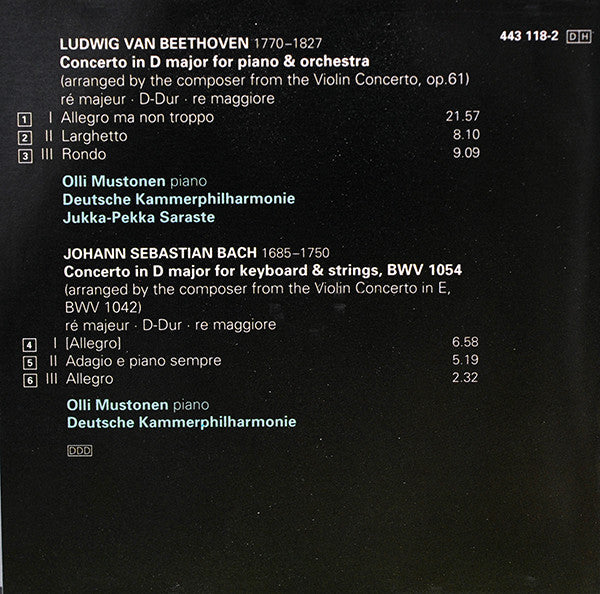 443 118-2 DH
LUDWIG VAN BEETHOVEN 1770–1827
Concerto in D major for piano & orchestra
(arranged by the composer from the Violin Concerto, op.61)
ré majeur · D-Dur · re maggiore
1 I Allegro ma non troppo 21.57
2 II Larghetto 8.10
3 III Rondo 9.09
Olli Mustonen piano
Deutsche Kammerphilharmonie
Jukka-Pekka Saraste
JOHANN SEBASTIAN BACH 1685–1750
Concerto in D major for keyboard & strings, BWV 1054
(arranged by the composer from the Violin Concerto in E,
BWV 1042)
ré majeur · D-Dur · re maggiore
4 I [Allegro] 6.58
5 II Adagio e piano sempre 5.19
6 III Allegro 2.32
Olli Mustonen piano
Deutsche Kammerphilharmonie
DDD